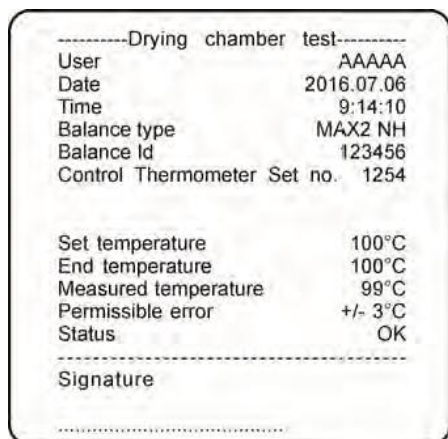 ----------Drying chamber test----------
User AAAAA
Date 2016.07.06
Time 9:14:10
Balance type MAX2 NH
Balance Id 123456
Control Thermometer Set no. 1254
Set temperature 100°C
End temperature 100°C
Measured temperature 99°C
Permissible error +/- 3°C
Status OK
----------------------------------------
Signature
........................................